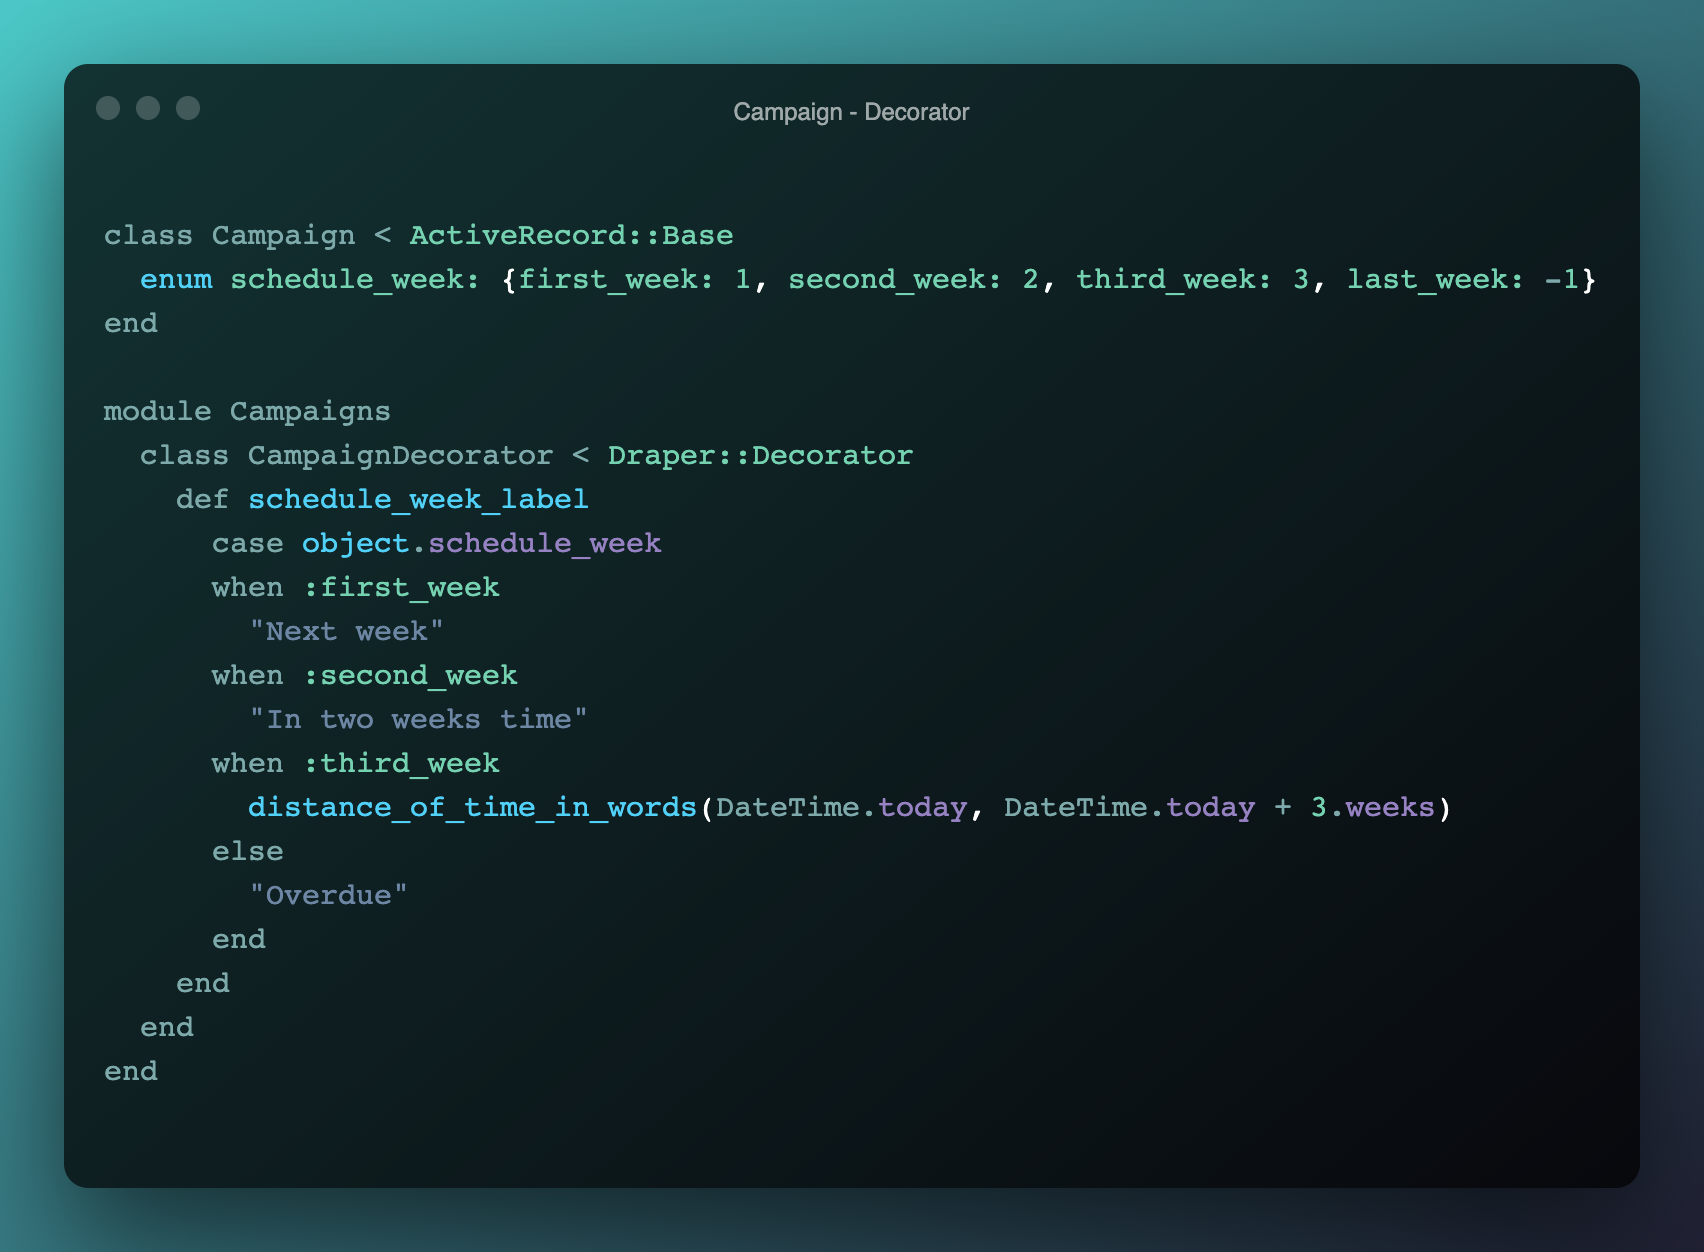 Campaign - Decorator
class Campaign < ActiveRecord::Base
  enum schedule_week: {first_week: 1, second_week: 2, third_week: 3, last_week: -1}
end
module Campaigns
  class CampaignDecorator < Draper::Decorator
    def schedule_week_label
      case object.schedule_week
      when :first_week
        "Next week"
      when :second_week
        "In two weeks time"
      when :third_week
        distance_of_time_in_words(DateTime.today, DateTime.today + 3.weeks)
      else
        "Overdue"
      end
    end
  end
end